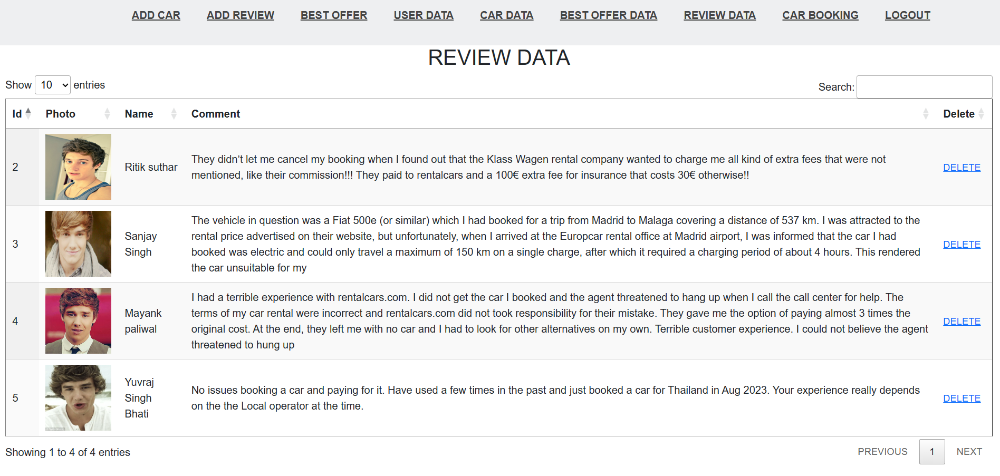 ADD CAR ADD REVIEW BEST OFFER USER DATA CAR DATA BEST OFFER DATA REVIEW DATA CAR BOOKING LOGOUT
REVIEW DATA
Show 10 entries
Search:
Id Photo Name Comment Delete
2
Ritik suthar
They didn’t let me cancel my booking when I found out that the Klass Wagen rental company wanted to charge me all kind of extra fees that were not
mentioned, like their commission!!! They paid to rentalcars and a 100€ extra fee for insurance that costs 30€ otherwise!!
DELETE
3
Sanjay
Singh
The vehicle in question was a Fiat 500e (or similar) which I had booked for a trip from Madrid to Malaga covering a distance of 537 km. I was attracted to the
rental price advertised on their website, but unfortunately, when I arrived at the Europcar rental office at Madrid airport, I was informed that the car I had
booked was electric and could only travel a maximum of 150 km on a single charge, after which it required a charging period of about 4 hours. This rendered
the car unsuitable for my
DELETE
4
Mayank
paliwal
I had a terrible experience with rentalcars.com. I did not get the car I booked and the agent threatened to hang up when I call the call center for help. The
terms of my car rental were incorrect and rentalcars.com did not took responsibility for their mistake. They gave me the option of paying almost 3 times the
original cost. At the end, they left me with no car and I had to look for other alternatives on my own. Terrible customer experience. I could not believe the agent
threatened to hung up
DELETE
5
Yuvraj
Singh
Bhati
No issues booking a car and paying for it. Have used a few times in the past and just booked a car for Thailand in Aug 2023. Your experience really depends
on the the Local operator at the time.
DELETE
Showing 1 to 4 of 4 entries
PREVIOUS 1 NEXT